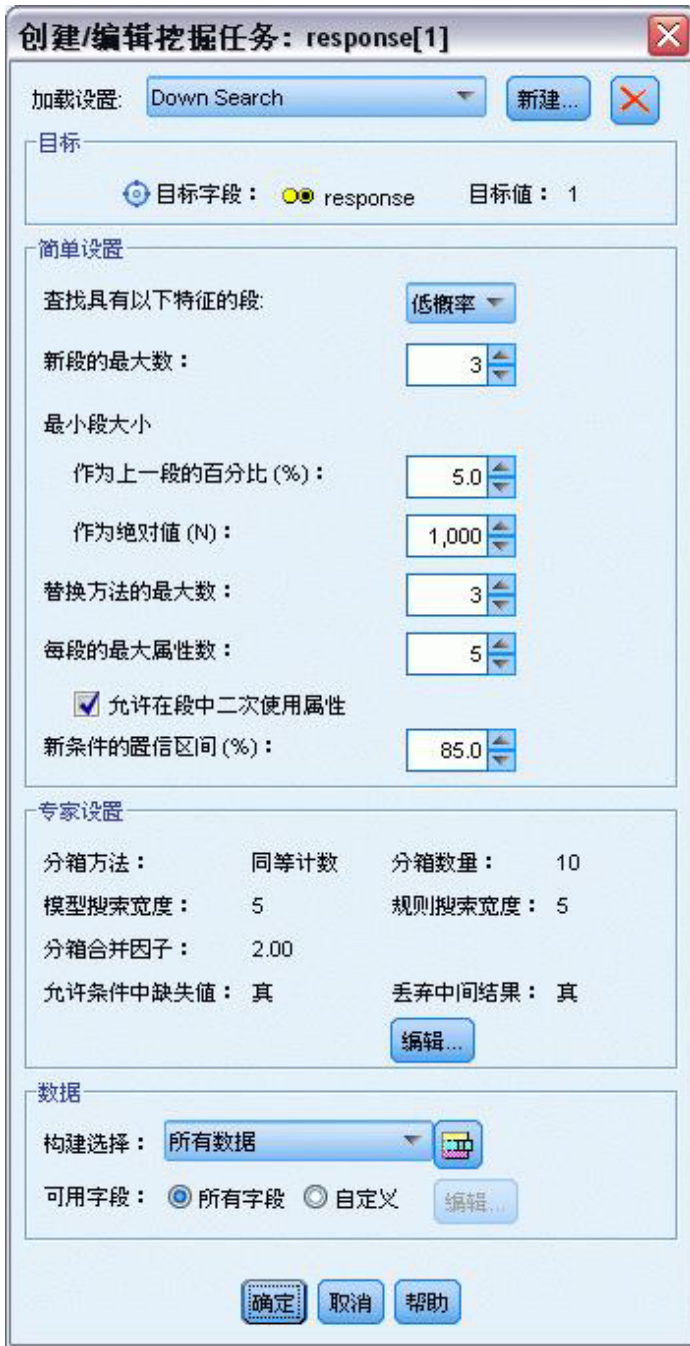 创建/编辑挖掘任务: response[1]
加载设置: Down Search 新建...
目标
目标字段: response 目标值: 1
简单设置
查找具有以下特征的段: 低概率
新段的最大数: 3
最小段大小
作为上一段的百分比 (%): 5.0
作为绝对值 (N): 1,000
替换方法的最大数: 3
每段的最大属性数: 5
允许在段中二次使用属性
新条件的置信区间 (%): 85.0
专家设置
分箱方法: 同等计数 分箱数量: 10
模型搜索宽度: 5 规则搜索宽度: 5
分箱合并因子: 2.00
允许条件中缺失值: 真 丢弃中间结果: 真
编辑...
数据
构建选择: 所有数据
可用字段: 所有字段 自定义 编辑...
确定 取消 帮助